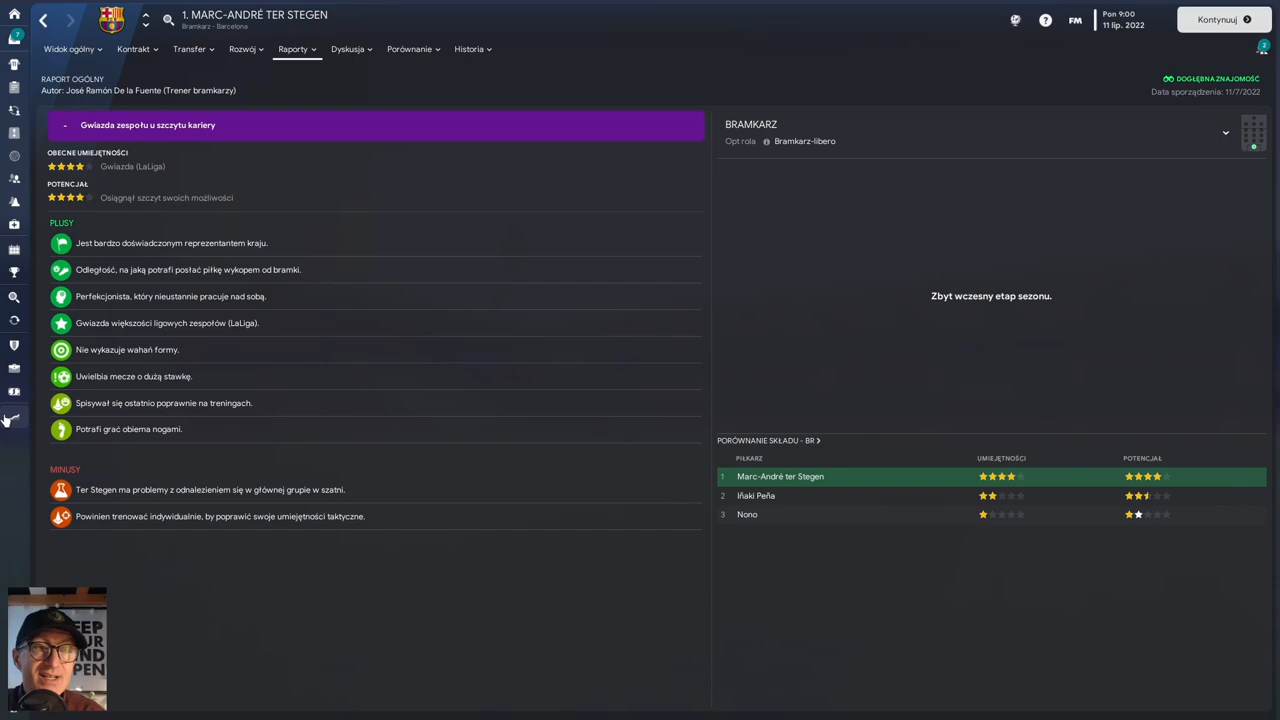 7
1. MARC-ANDRÉ TER STEGEN
Bramkarz - Barcelona
FM
Pon 9:00
11 lip. 2022
Kontynuuj
Widok ogólny
Kontrakt
Transfer
Rozwój
Raporty
Dyskusja
Porównanie
Historia
2
RAPORT OGÓLNY
Autor: José Ramón De la Fuente (Trener bramkarzy)
DOGŁĘBNA ZNAJOMOŚĆ
Data sporządzenia: 11/7/2022
- Gwiazda zespołu u szczytu kariery
OBECNE UMIEJĘTNOŚCI
Gwiazda (LaLiga)
POTENCJAŁ
Osiągnął szczyt swoich możliwości
PLUSY
Jest bardzo doświadczonym reprezentantem kraju.
Odległość, na jaką potrafi posłać piłkę wykopem od bramki.
Perfekcjonista, który nieustannie pracuje nad sobą.
Gwiazda większości ligowych zespołów (LaLiga).
Nie wykazuje wahań formy.
Uwielbia mecze o dużą stawkę.
Spisywał się ostatnio poprawnie na treningach.
Potrafi grać obiema nogami.
MINUSY
Ter Stegen ma problemy z odnalezieniem się w głównej grupie w szatni.
Powinien trenować indywidualnie, by poprawić swoje umiejętności taktyczne.
BRAMKARZ
Opt rola Bramkarz-libero
Zbyt wczesny etap sezonu.
PORÓWNANIE SKŁADU - BR
PIŁKARZ UMIEJĘTNOŚCI POTENCJAŁ
1 Marc-André ter Stegen
2 Iñaki Peña
3 Nono
KEEP
YOUR
MIND
OPEN